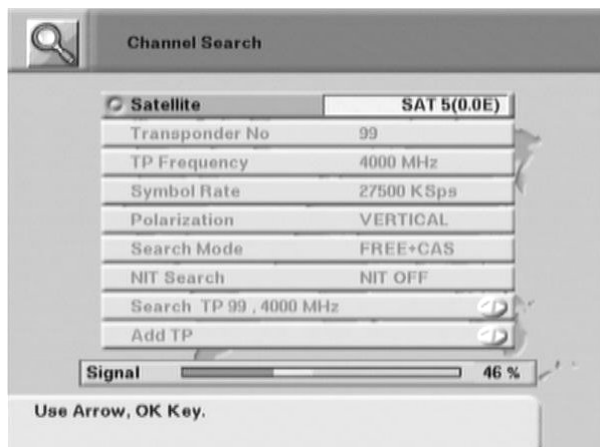 Channel Search
Satellite SAT 5(0.0E)
Transponder No 99
TP Frequency 4000 MHz
Symbol Rate 27500 KSps
Polarization VERTICAL
Search Mode FREE+CAS
NIT Search NIT OFF
Search TP 99 , 4000 MHz
Add TP
Signal 46 %
Use Arrow, OK Key.